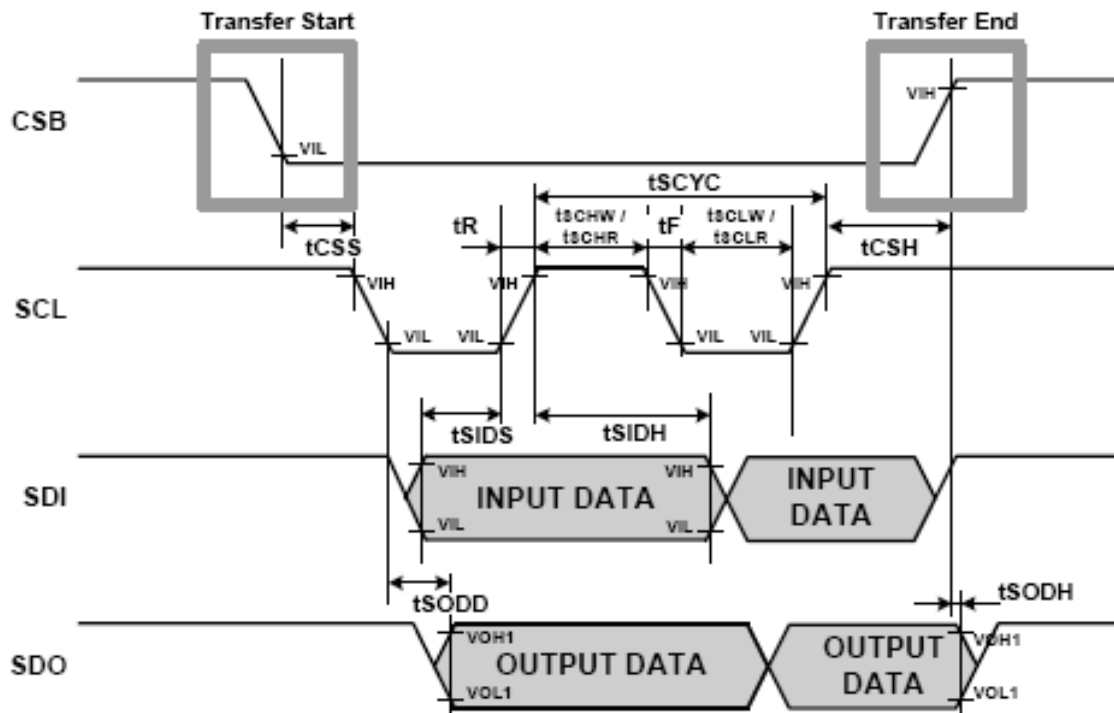 Transfer Start
Transfer End
CSB
VIL
VIH
tSCYC
tCSS
tR
tSCHW /
tSCHR
tF
tSCLW /
tSCLR
tCSH
SCL
VIH
VIH
VIH
VIH
VIL
VIL
VIL
VIL
tSIDS
tSIDH
SDI
VIH
VIL
INPUT DATA
VIH
VIL
INPUT
DATA
tSODD
tSODH
SDO
VOH1
VOL1
OUTPUT DATA
OUTPUT
DATA
VOH1
VOL1